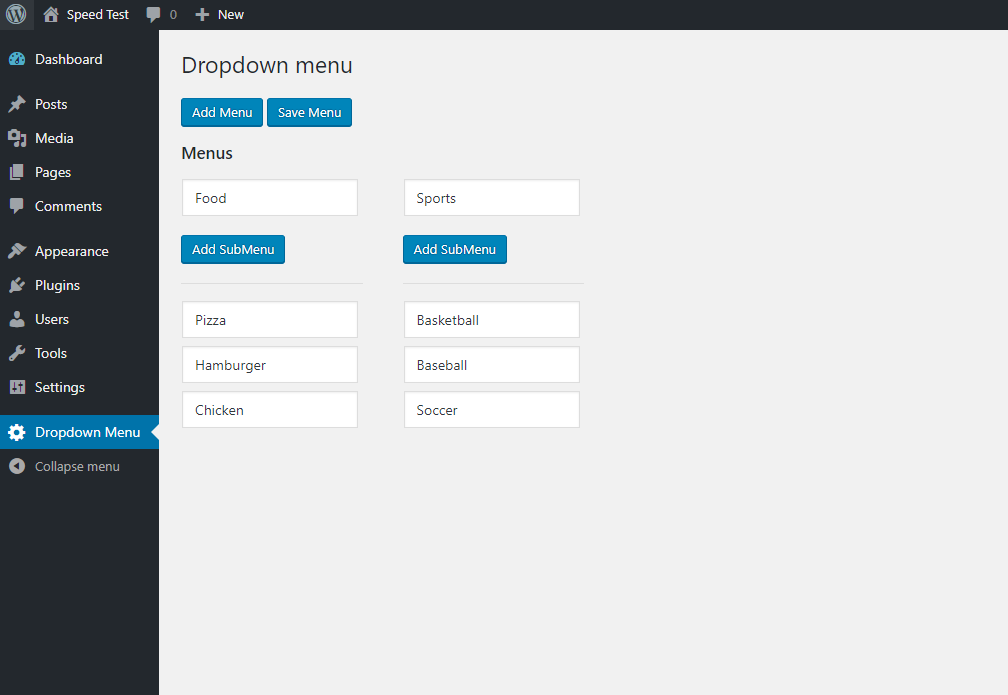 Speed Test 0 New
Dashboard
Posts
Media
Pages
Comments
Appearance
Plugins
Users
Tools
Settings
Dropdown Menu
Collapse menu
Dropdown menu
Add Menu Save Menu
Menus
Food Sports
Add SubMenu Add SubMenu
Pizza Basketball
Hamburger Baseball
Chicken Soccer